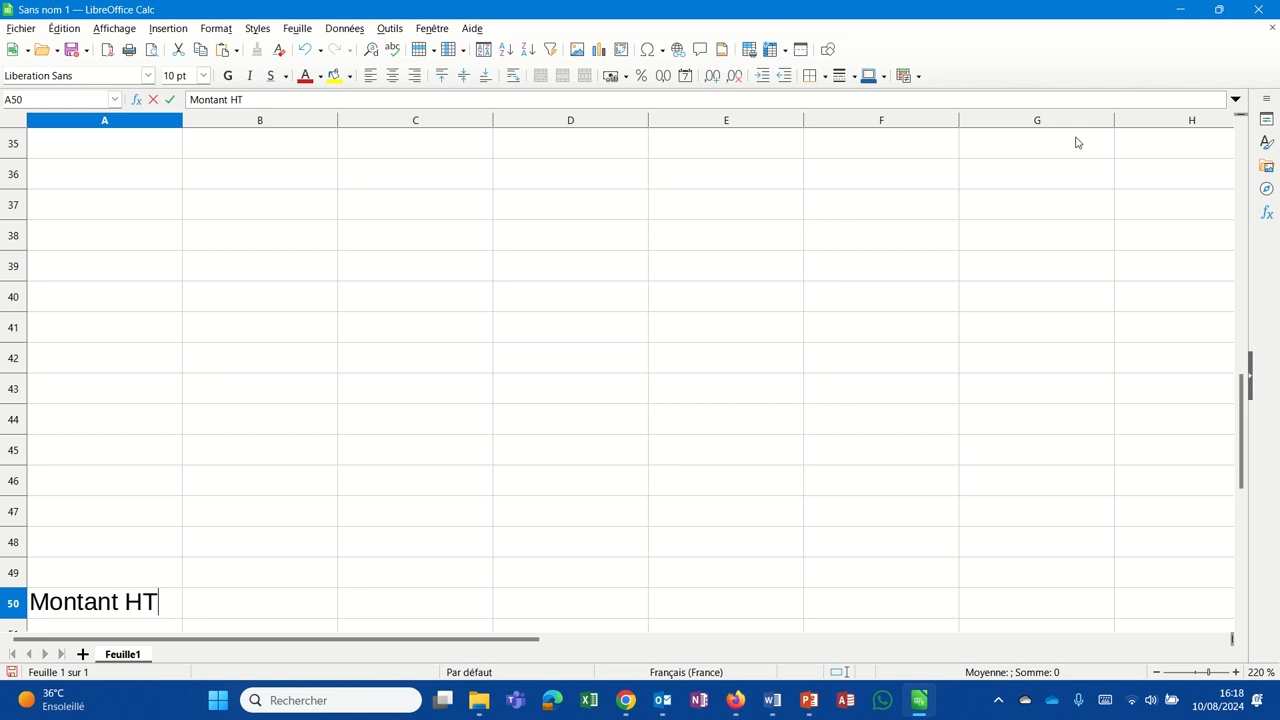 Sans nom 1 — LibreOffice Calc
Fichier Édition Affichage Insertion Format Styles Feuille Données Outils Fenêtre Aide
Liberation Sans 10 pt G I S
A50 Montant HT
A B C D E F G H
35
36
37
38
39
40
41
42
43
44
45
46
47
48
49
50 Montant HT
Feuille1
Feuille 1 sur 1 Par défaut Français (France) Moyenne: ; Somme: 0 220 %
36°C
Ensoleillé
Rechercher
16:18
10/08/2024